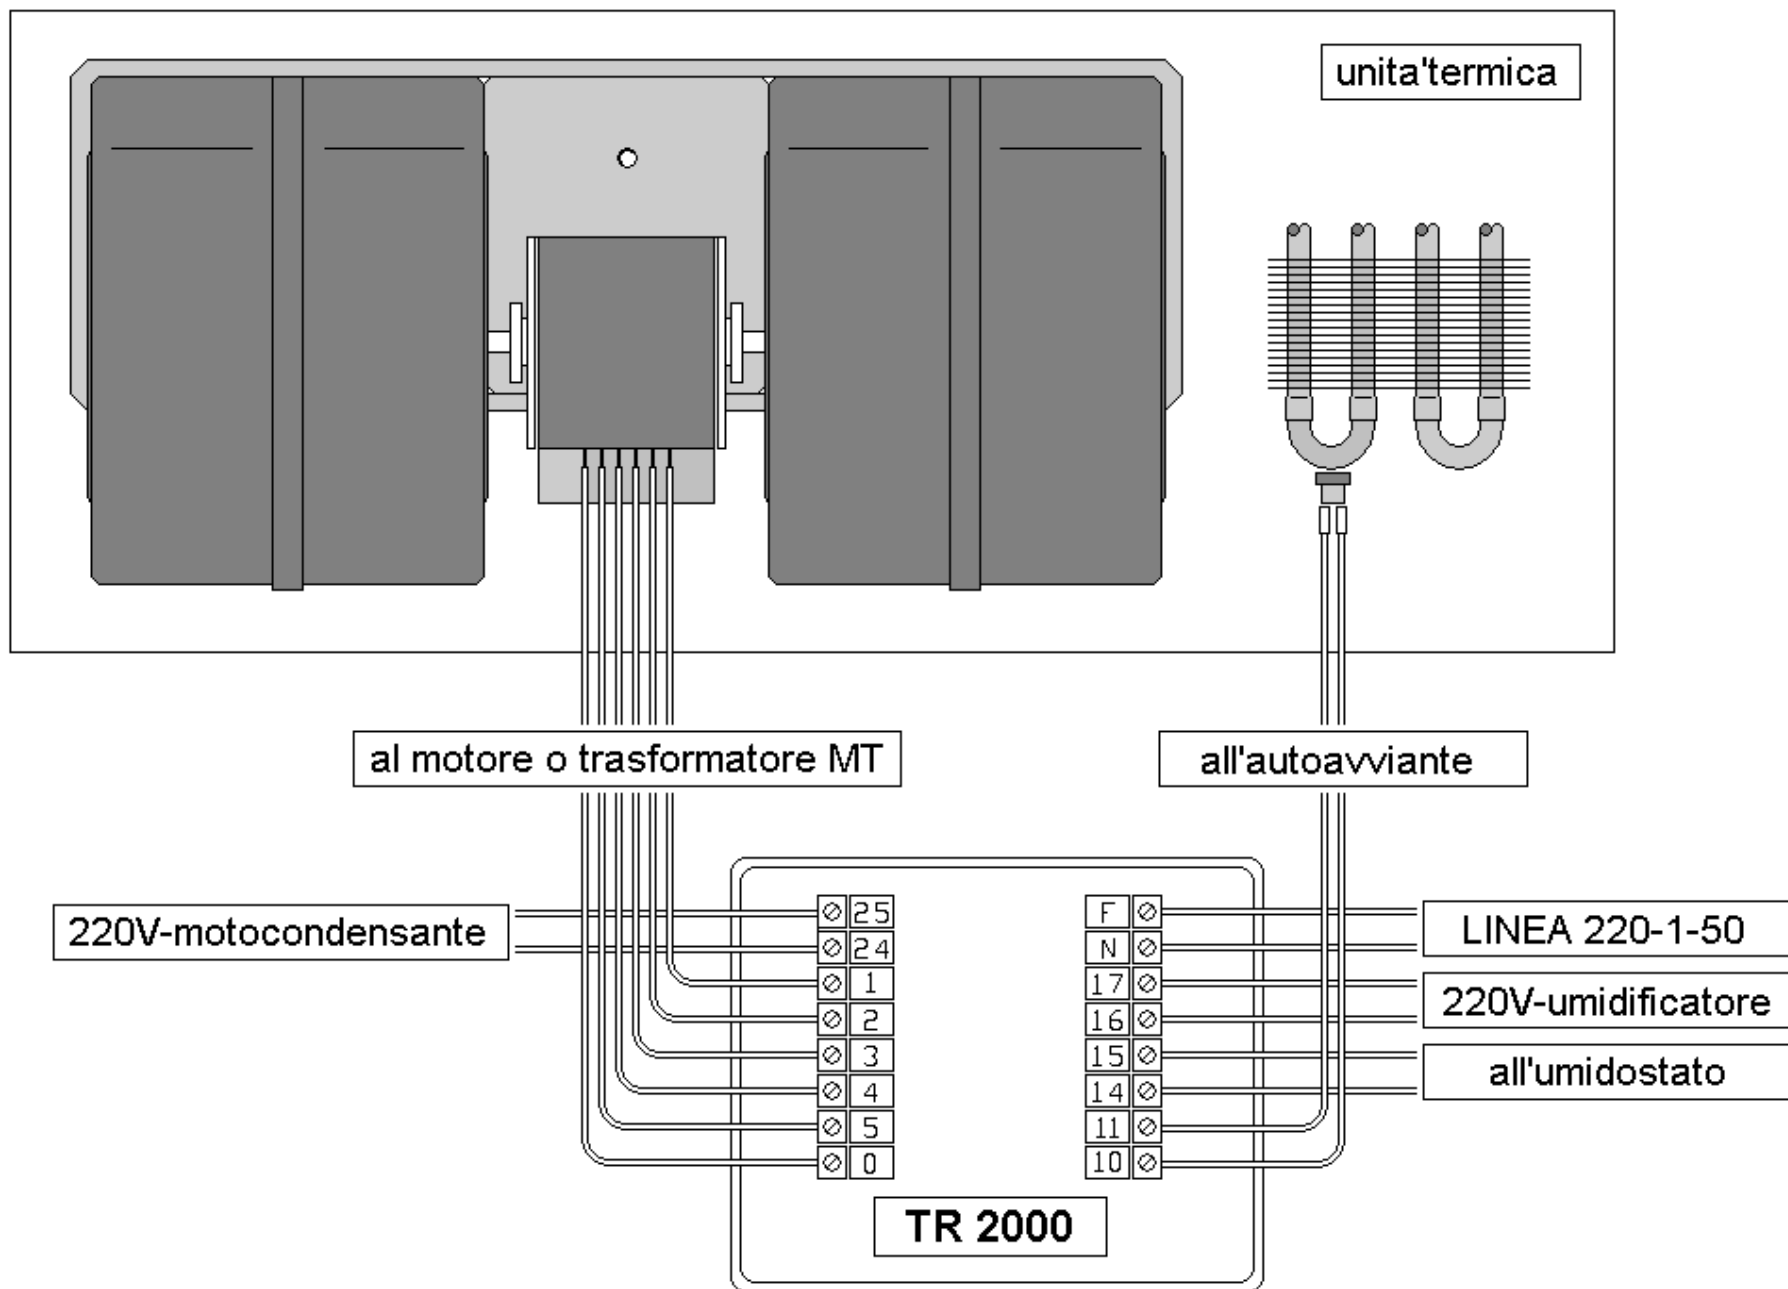 unita'termica
al motore o trasformatore MT
all'autoavviante
220V-motocondensante
25
24
1
2
3
4
5
0
F
N
17
16
15
14
11
10
LINEA 220-1-50
220V-umidificatore
all'umidostato
TR 2000